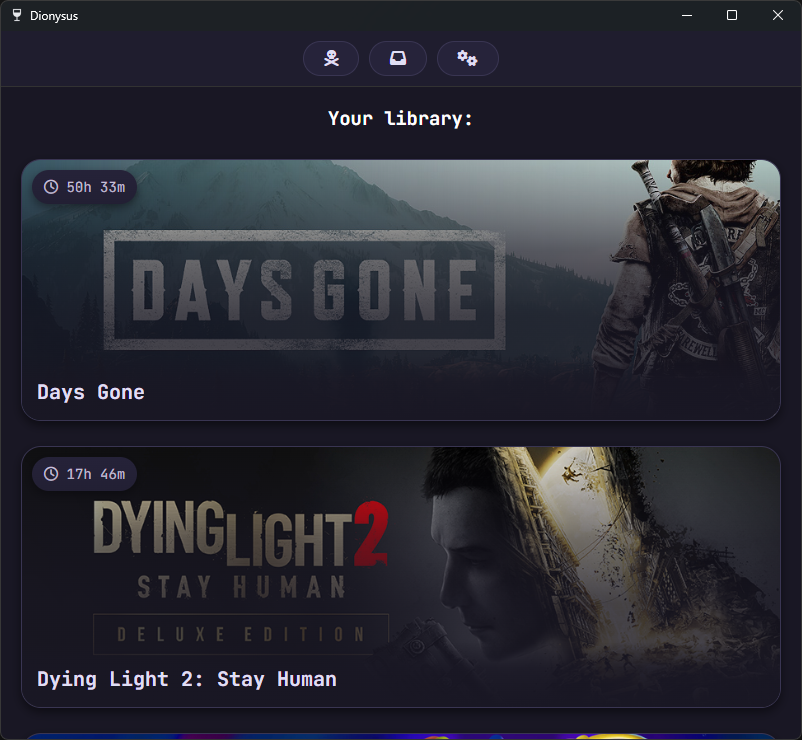 Dionysus
Your library:
50h 33m
DAYS GONE
Days Gone
17h 46m
DYING LIGHT 2
STAY HUMAN
DELUXE EDITION
Dying Light 2: Stay Human